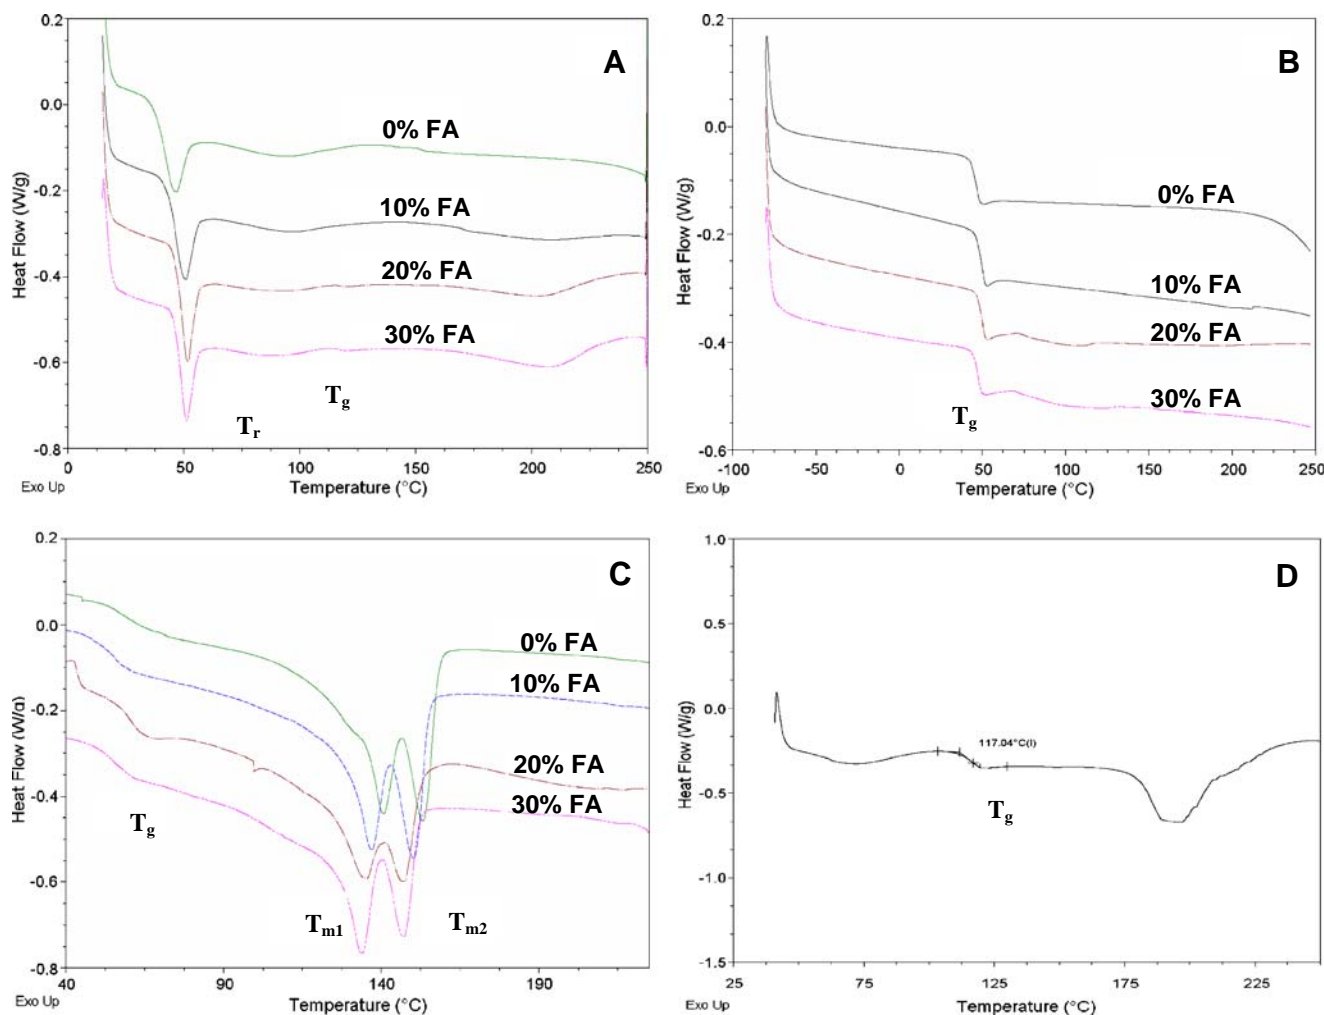 0.2
0.0
-0.2
-0.4
-0.6
-0.8
Heat Flow (W/g)
A
0% FA
10% FA
20% FA
30% FA
Tg
Tr
0
50
100
150
200
250
Exo Up
Temperature (°C)
0.2
0.0
-0.2
-0.4
-0.6
Heat Flow (W/g)
B
0% FA
10% FA
20% FA
30% FA
Tg
-100
-50
0
50
100
150
200
250
Exo Up
Temperature (°C)
0.2
0.0
-0.2
-0.4
-0.6
-0.8
Heat Flow (W/g)
C
0% FA
10% FA
20% FA
30% FA
Tg
Tm1
Tm2
40
90
140
190
Exo Up
Temperature (°C)
1.0
0.5
0.0
-0.5
-1.0
-1.5
Heat Flow (W/g)
D
117.04°C(I)
Tg
25
75
125
175
225
Exo Up
Temperature (°C)